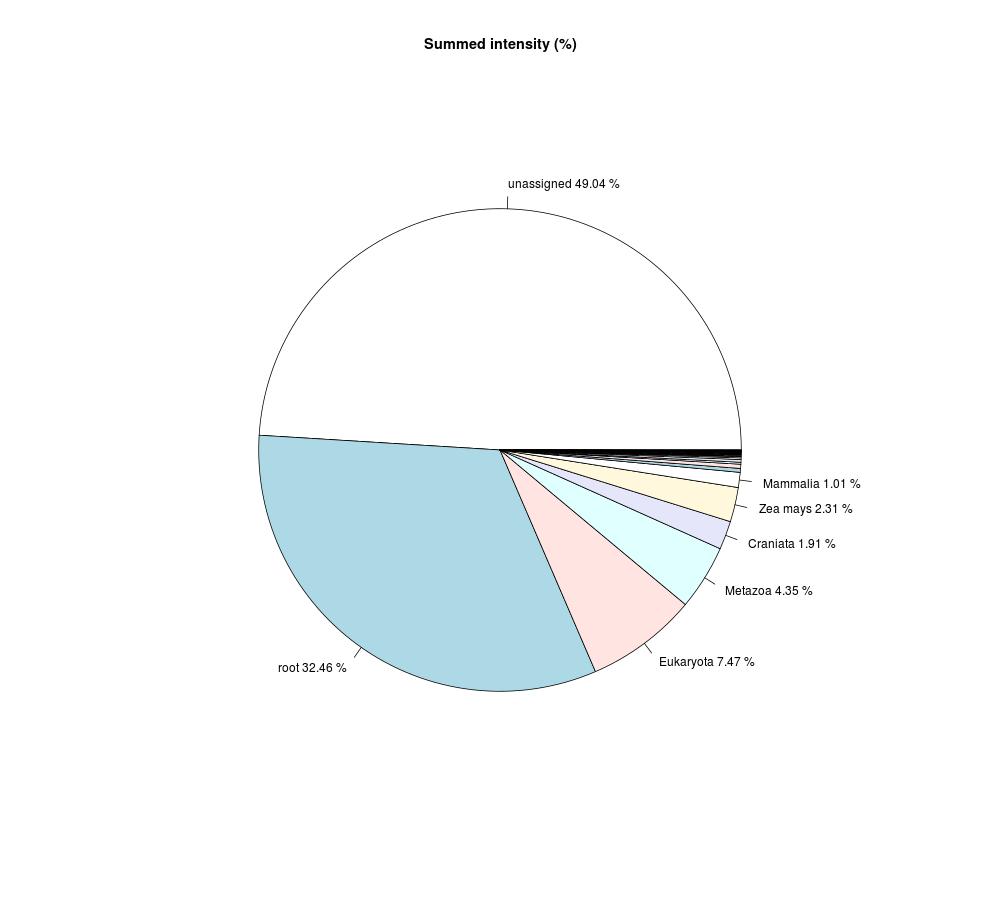 Summed intensity (%)
unassigned 49.04 %
Mammalia 1.01 %
Zea mays 2.31 %
Craniata 1.91 %
Metazoa 4.35 %
Eukaryota 7.47 %
root 32.46 %